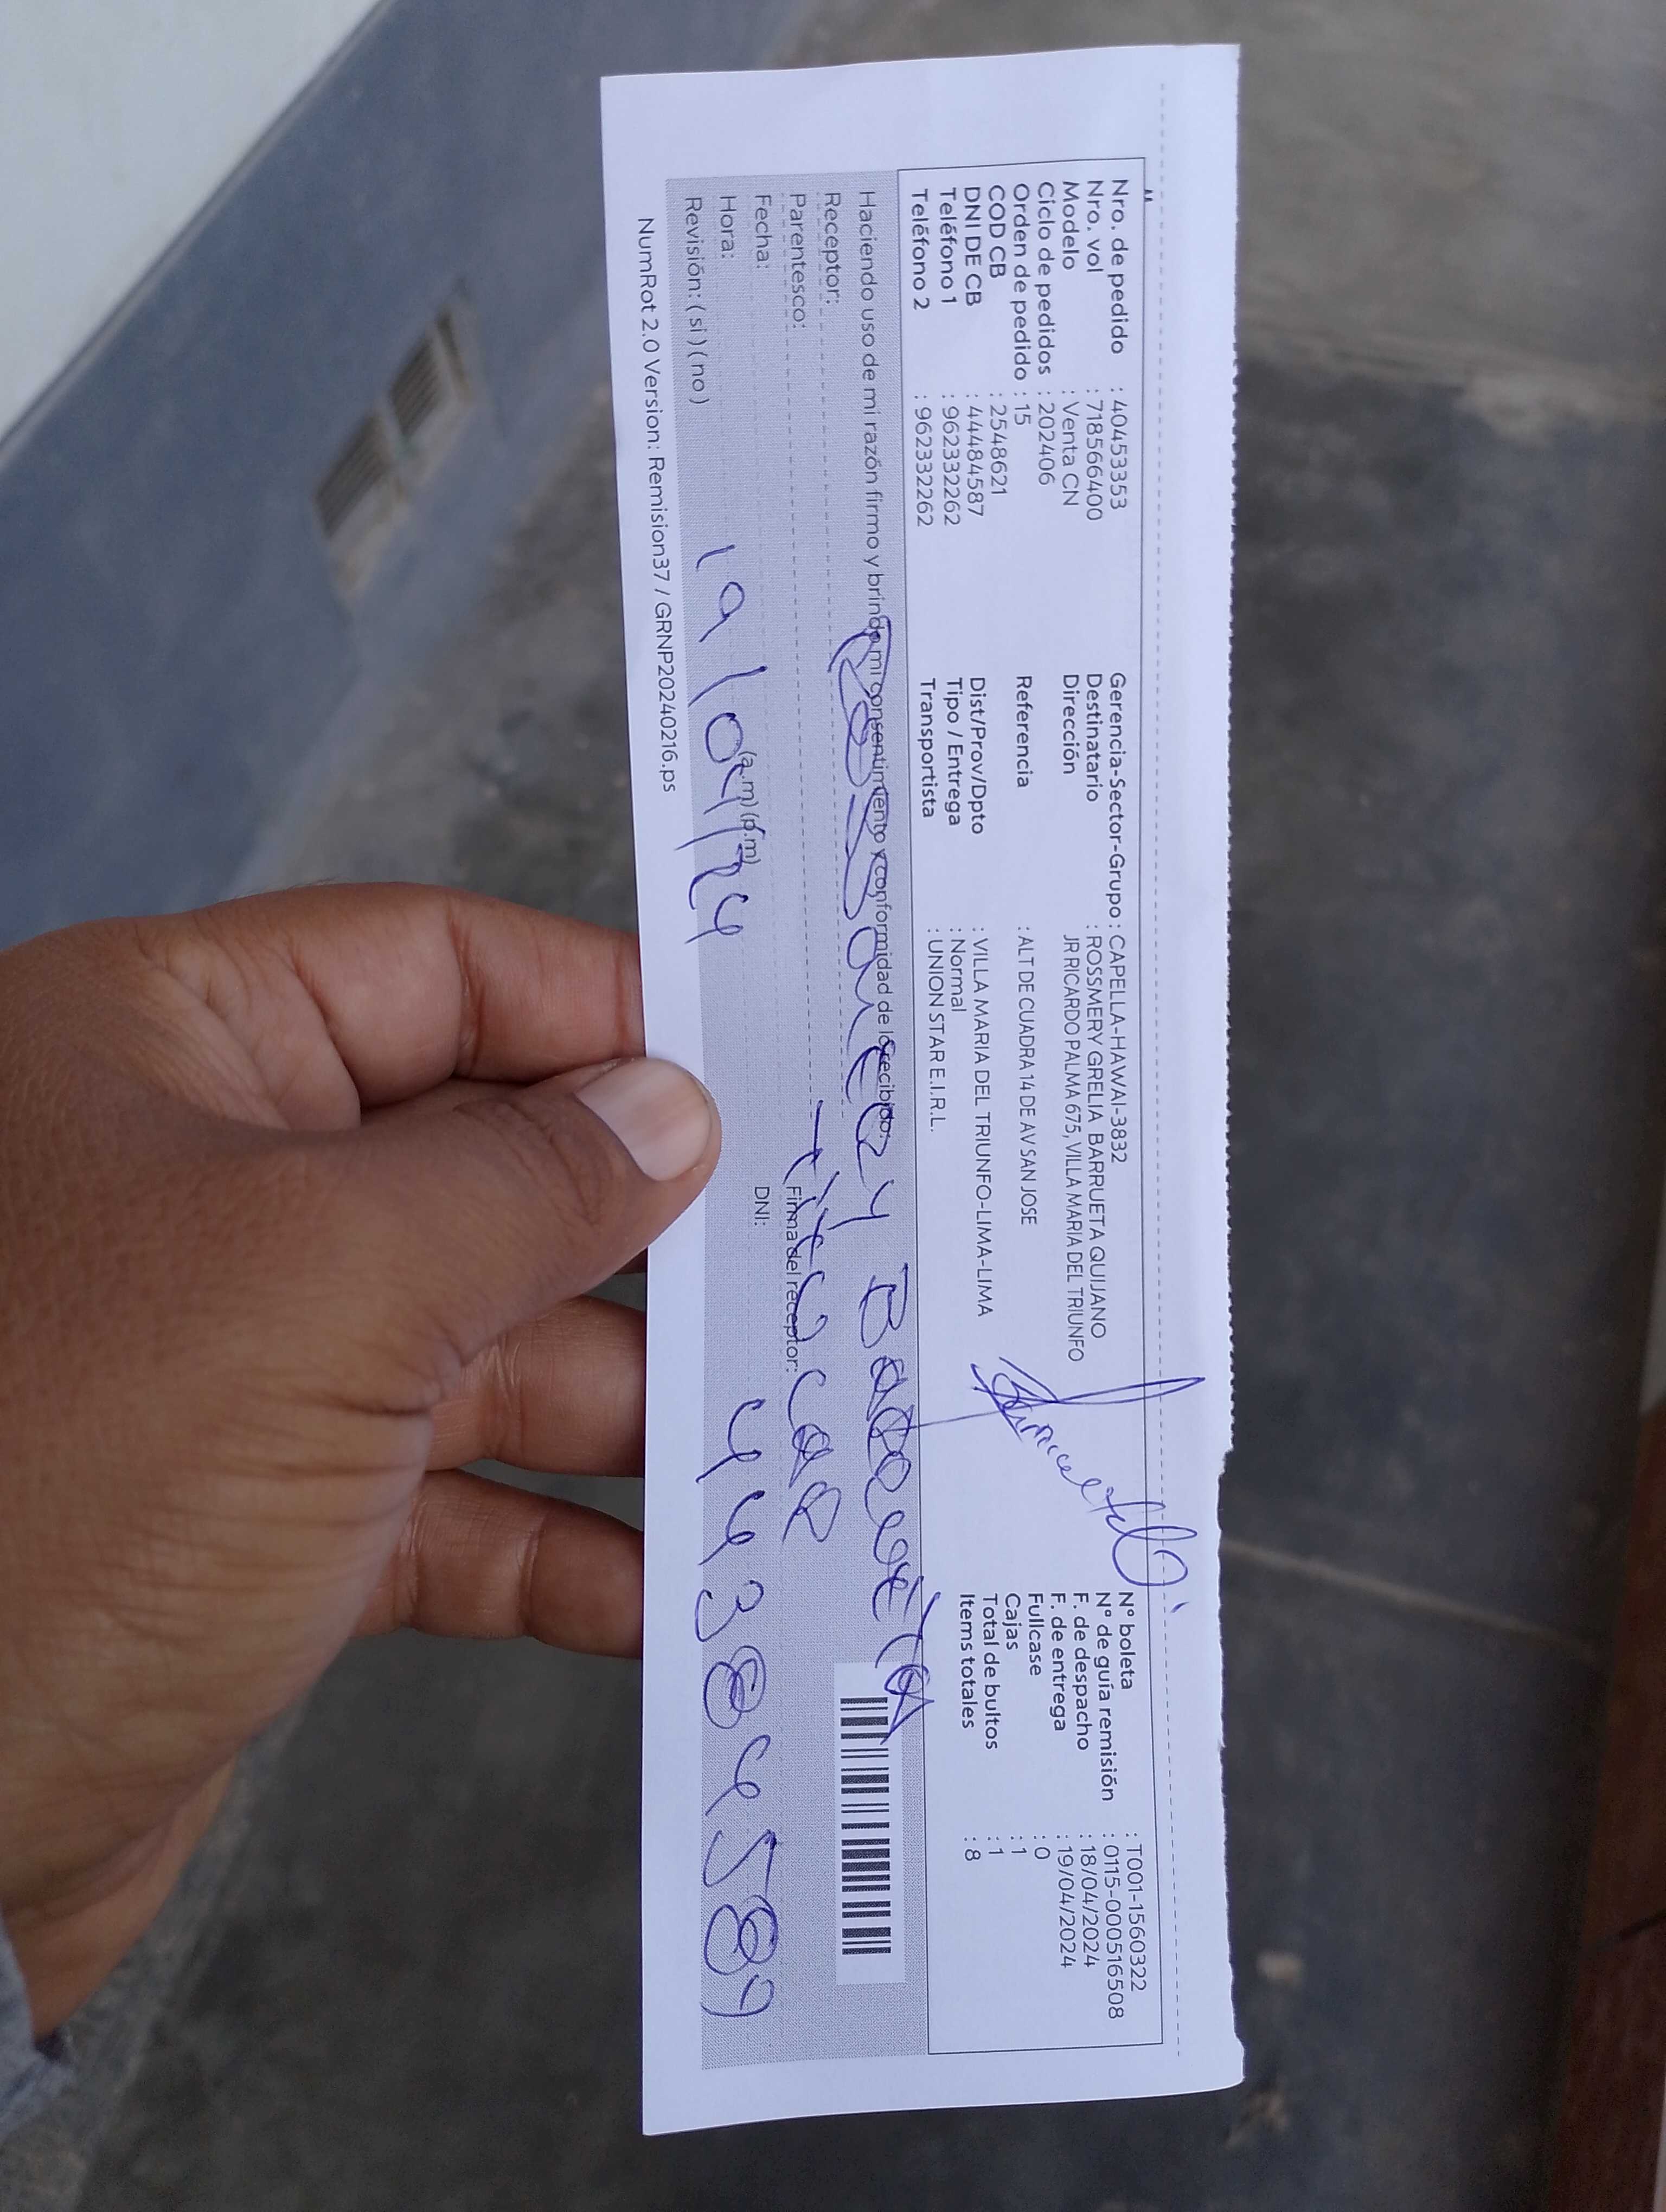 Nro. de pedido : 40453353
Nro. vol : 718566400
Modelo : Venta CN
Ciclo de pedidos : 202406
Orden de pedido : 15
COD CB : 2548621
DNI DE CB : 44484587
Teléfono 1 : 962332262
Teléfono 2 : 962332262
Gerencia-Sector-Grupo : CAPELLA-HAWAI-3832
Destinatario : ROSSMERY GRELIA BARRUETA QUIJANO
Dirección JR RICARDO PALMA 675, VILLA MARIA DEL TRIUNFO
Referencia : ALT DE CUADRA 14 DE AV SAN JOSE
Dist/Prov/Dpto : VILLA MARIA DEL TRIUNFO-LIMA-LIMA
Tipo / Entrega : Normal
Transportista : UNION STAR E.I.R.L.
N° boleta : T001-1560322
N° de guía remisión : 0115-000516508
F. de despacho : 18/04/2024
F. de entrega : 19/04/2024
Fullcase : 0
Cajas : 1
Total de bultos : 1
Items totales : 8
Haciendo uso de mi razón firmo y brindo mi consentimiento y conformidad de lo recibido:
Barrueta
Receptor:
Parentesco: Firma del receptor:
titular
Fecha: DNI:
Hora: (a.m) (p.m)
19/04/24
Revisión: (si) (no)
NumRot 2.0 Version: Remision37 / GRNP20240216.ps